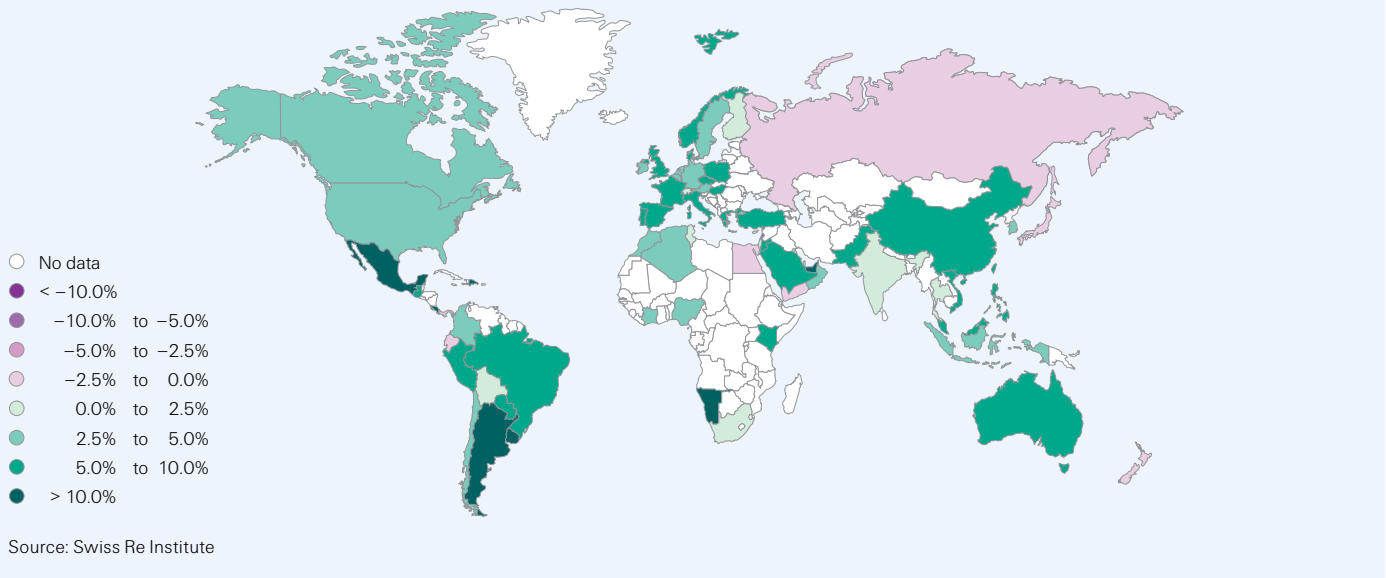 No data
< −10.0%
−10.0% to −5.0%
−5.0% to −2.5%
−2.5% to 0.0%
0.0% to 2.5%
2.5% to 5.0%
5.0% to 10.0%
> 10.0%
Source: Swiss Re Institute